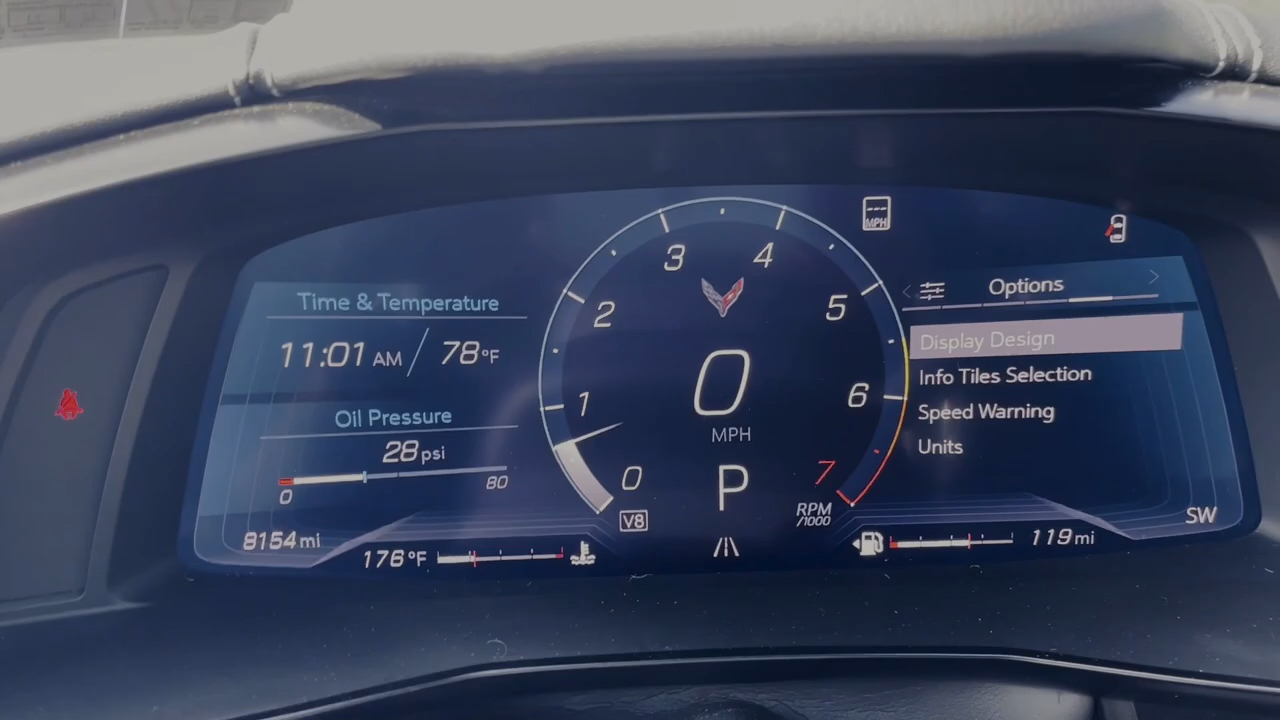 Time & Temperature
11:01 AM / 78°F
Oil Pressure
28 psi
0 80
8154 mi
176°F
0
1
2
3
4
5
6
7
RPM
/1000
0
MPH
P
V8
--- MPH
Options
Display Design
Info Tiles Selection
Speed Warning
Units
SW
119 mi